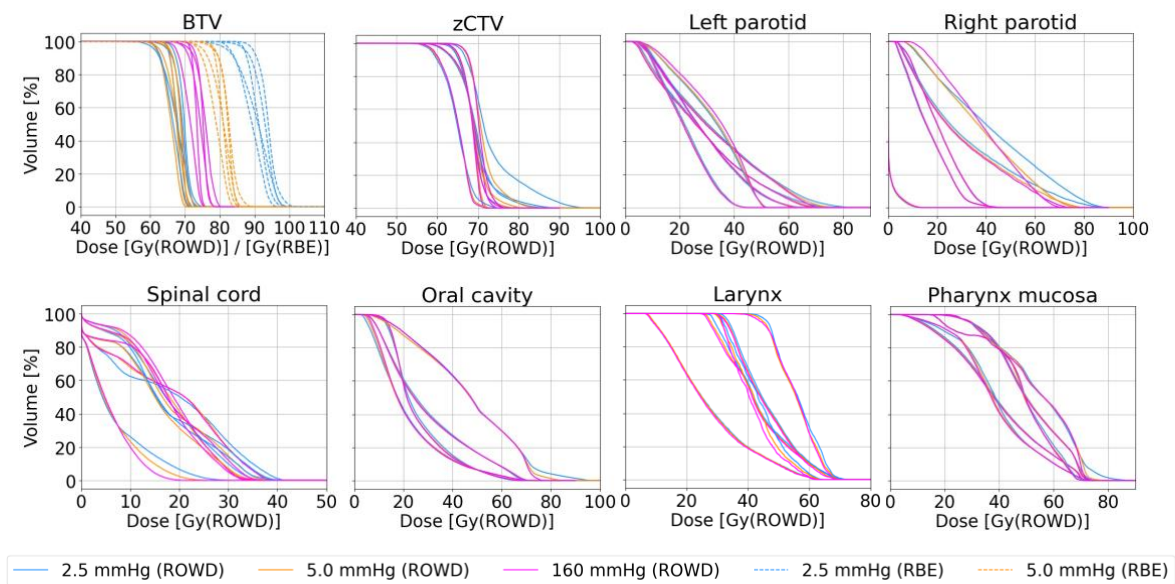 BTV
zCTV
Left parotid
Right parotid
Volume [%]
100
80
60
40
20
0
40 50 60 70 80 90 100 110
50 60 70 80 90 100
0 20 40 60 80
0 20 40 60 80 100
Dose [Gy(ROWD)] / [Gy(RBE)]
Dose [Gy(ROWD)]
Dose [Gy(ROWD)]
Dose [Gy(ROWD)]
Spinal cord
Oral cavity
Larynx
Pharynx mucosa
Volume [%]
100
80
60
40
20
0
0 10 20 30 40 50
0 20 40 60 80 100
0 20 40 60 80
0 20 40 60 80
Dose [Gy(ROWD)]
Dose [Gy(ROWD)]
Dose [Gy(ROWD)]
Dose [Gy(ROWD)]
2.5 mmHg (ROWD)
5.0 mmHg (ROWD)
160 mmHg (ROWD)
2.5 mmHg (RBE)
5.0 mmHg (RBE)